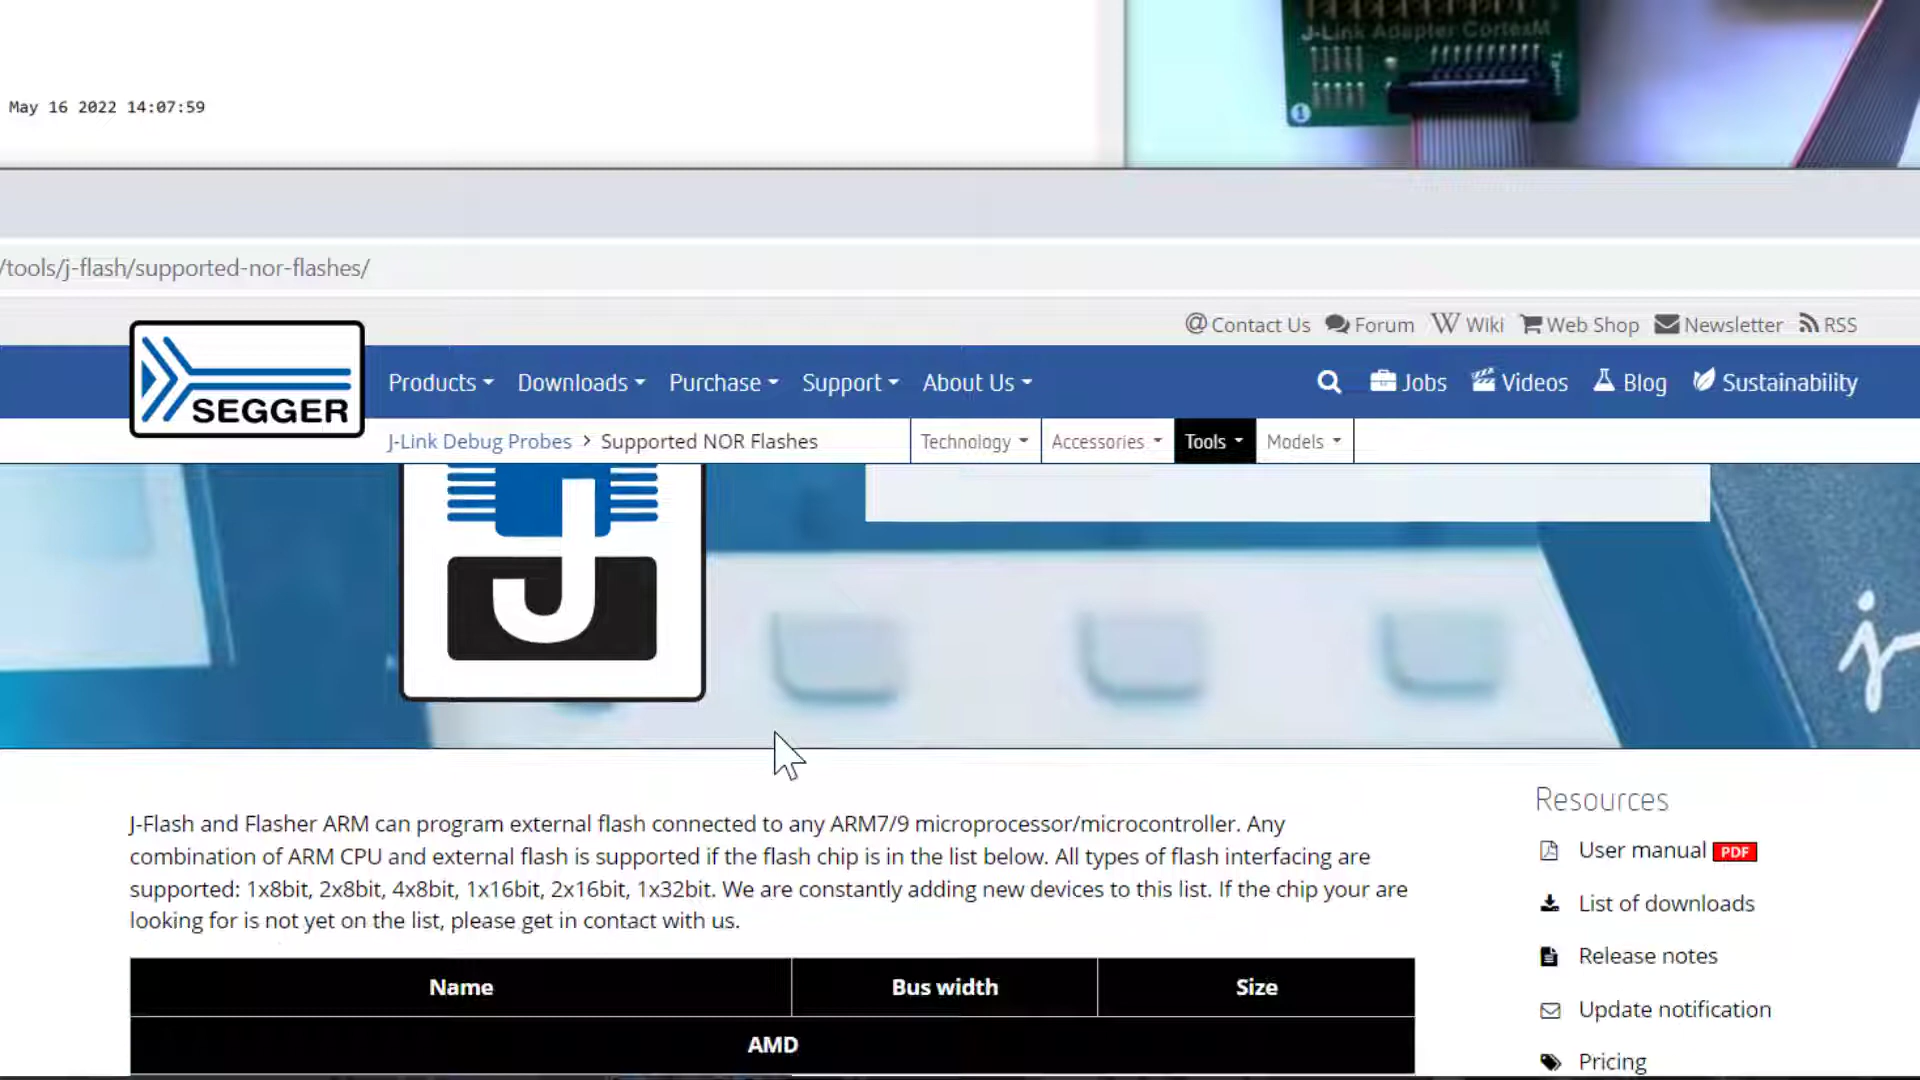 J-Link Adapter CortexM
Target
1
May 16 2022 14:07:59
/tools/j-flash/supported-nor-flashes/
Contact Us Forum Wiki Web Shop Newsletter RSS
SEGGER
Products Downloads Purchase Support About Us Jobs Videos Blog Sustainability
J-Link Debug Probes > Supported NOR Flashes Technology Accessories Tools Models
J
j-
J-Flash and Flasher ARM can program external flash connected to any ARM7/9 microprocessor/microcontroller. Any
combination of ARM CPU and external flash is supported if the flash chip is in the list below. All types of flash interfacing are
supported: 1x8bit, 2x8bit, 4x8bit, 1x16bit, 2x16bit, 1x32bit. We are constantly adding new devices to this list. If the chip your are
looking for is not yet on the list, please get in contact with us.
Name Bus width Size
AMD
Resources
User manual PDF
List of downloads
Release notes
Update notification
Pricing